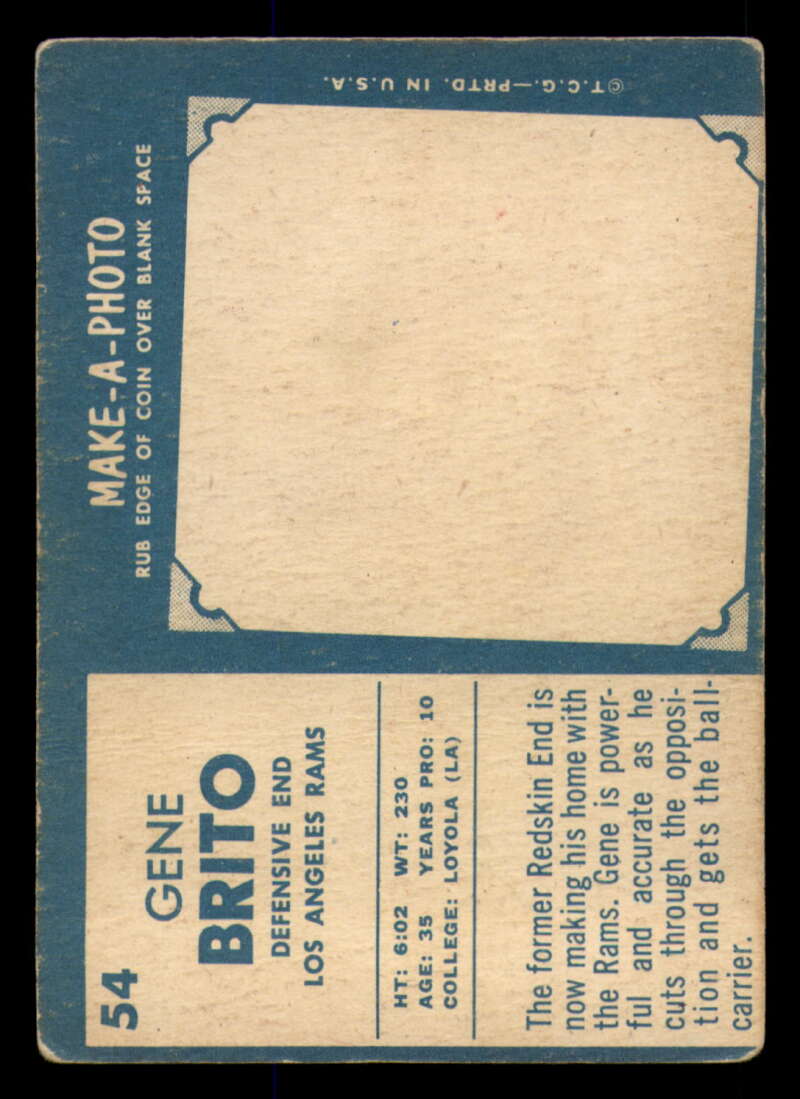 54
GENE
BRITO
DEFENSIVE END
LOS ANGELES RAMS
HT: 6:02 WT: 230
AGE: 35 YEARS PRO: 10
COLLEGE: LOYOLA (LA)
The former Redskin End is
now making his home with
the Rams. Gene is power-
ful and accurate as he
cuts through the opposi-
tion and gets the ball-
carrier.
MAKE-A-PHOTO
RUB EDGE OF COIN OVER BLANK SPACE
©T.C.G.—PRTD. IN U.S.A.